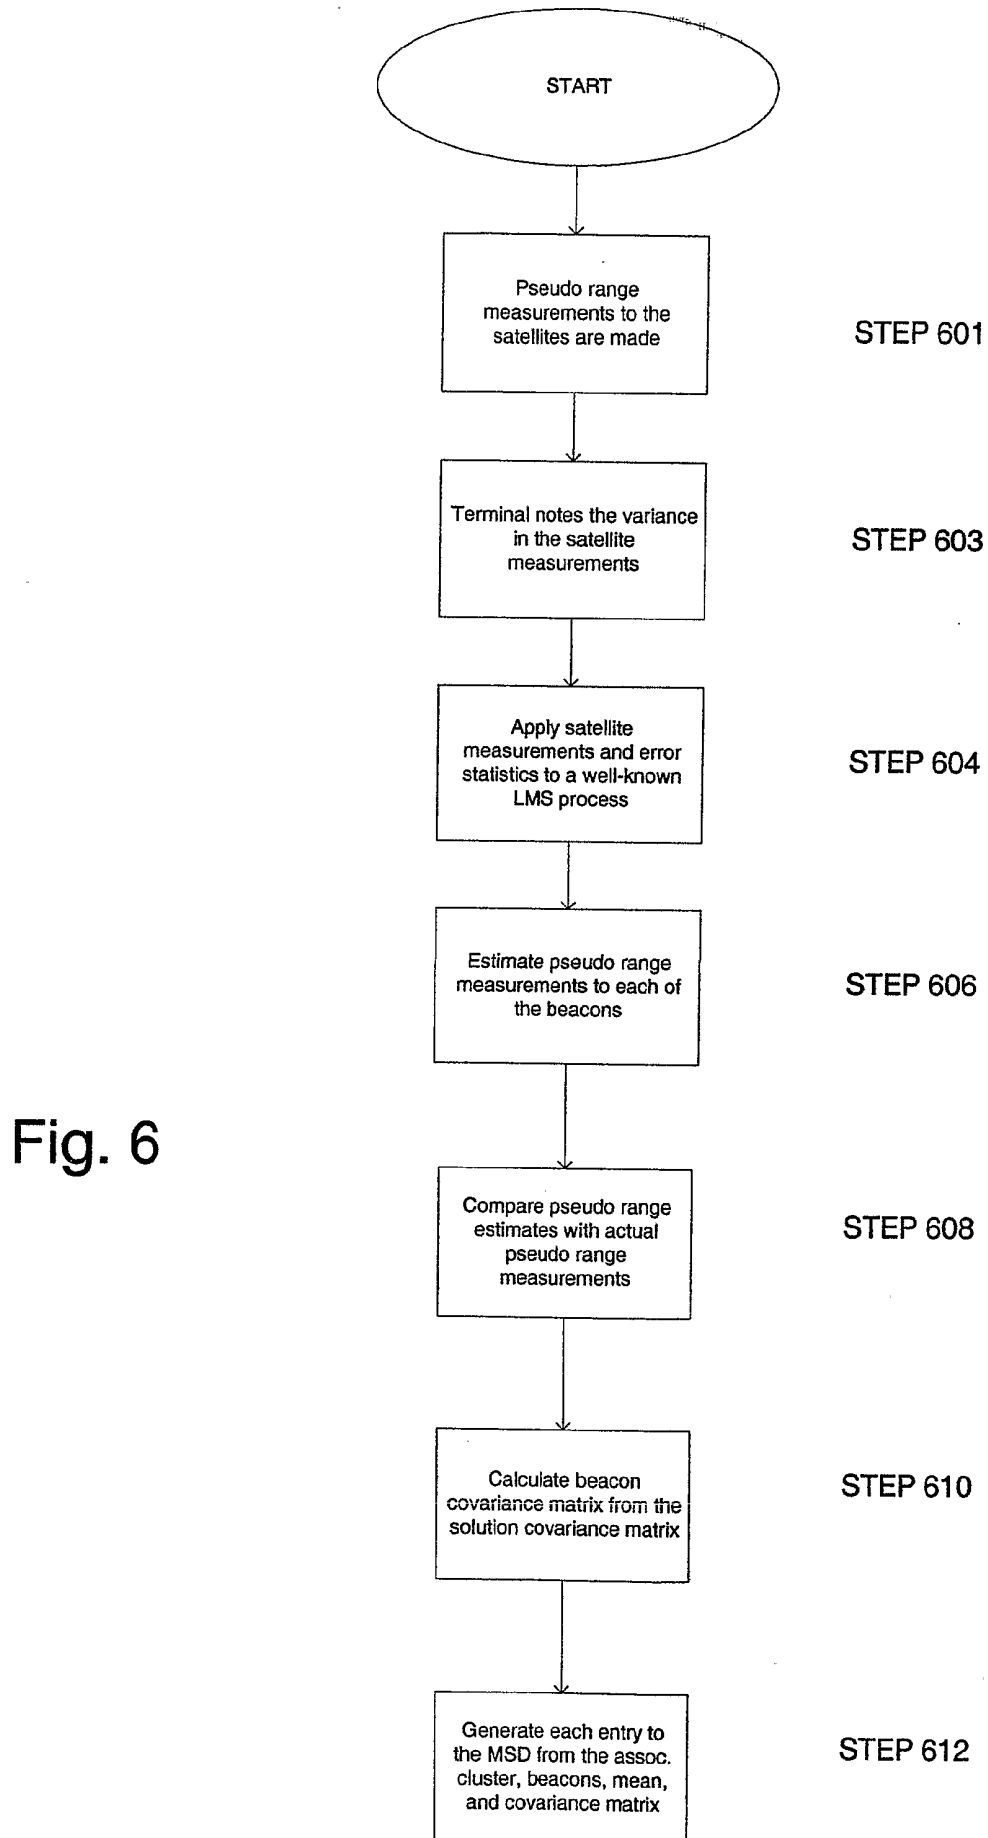 START
Pseudo range
measurements to the
satellites are made
STEP 601
Terminal notes the variance
in the satellite
measurements
STEP 603
Apply satellite
measurements and error
statistics to a well-known
LMS process
STEP 604
Estimate pseudo range
measurements to each of
the beacons
STEP 606
Fig. 6
Compare pseudo range
estimates with actual
pseudo range
measurements
STEP 608
Calculate beacon
covariance matrix from the
solution covariance matrix
STEP 610
Generate each entry to
the MSD from the assoc.
cluster, beacons, mean,
and covariance matrix
STEP 612